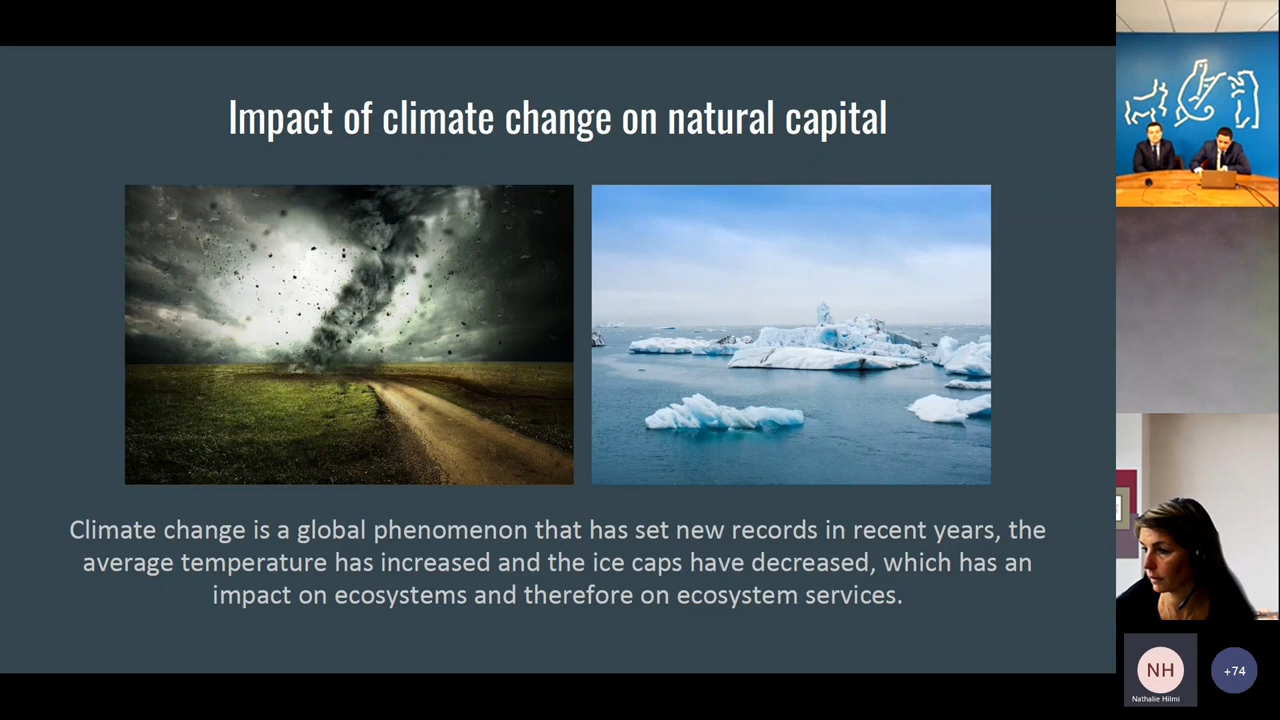 Impact of climate change on natural capital
Climate change is a global phenomenon that has set new records in recent years, the
average temperature has increased and the ice caps have decreased, which has an
impact on ecosystems and therefore on ecosystem services.
NH
Nathalie Hilmi
+74